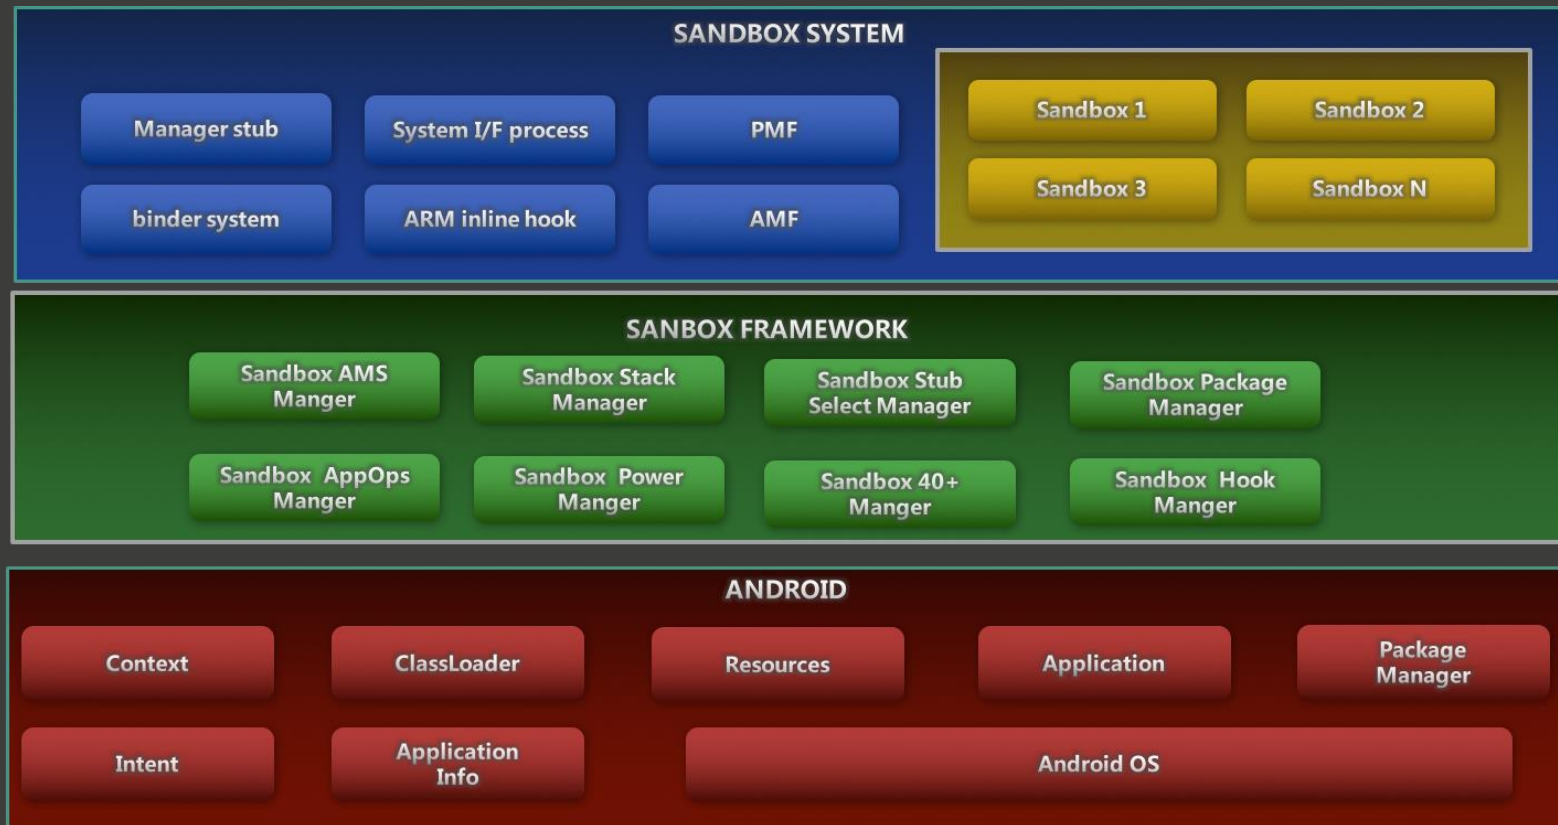 SANDBOX SYSTEM
Manager stub
System I/F process
PMF
Sandbox 1
Sandbox 2
binder system
ARM inline hook
AMF
Sandbox 3
Sandbox N
SANBOX FRAMEWORK
Sandbox AMS
Manger
Sandbox Stack
Manager
Sandbox Stub
Select Manager
Sandbox Package
Manager
Sandbox AppOps
Manger
Sandbox Power
Manger
Sandbox 40+
Manger
Sandbox Hook
Manger
ANDROID
Context
ClassLoader
Resources
Application
Package
Manager
Intent
Application
Info
Android OS